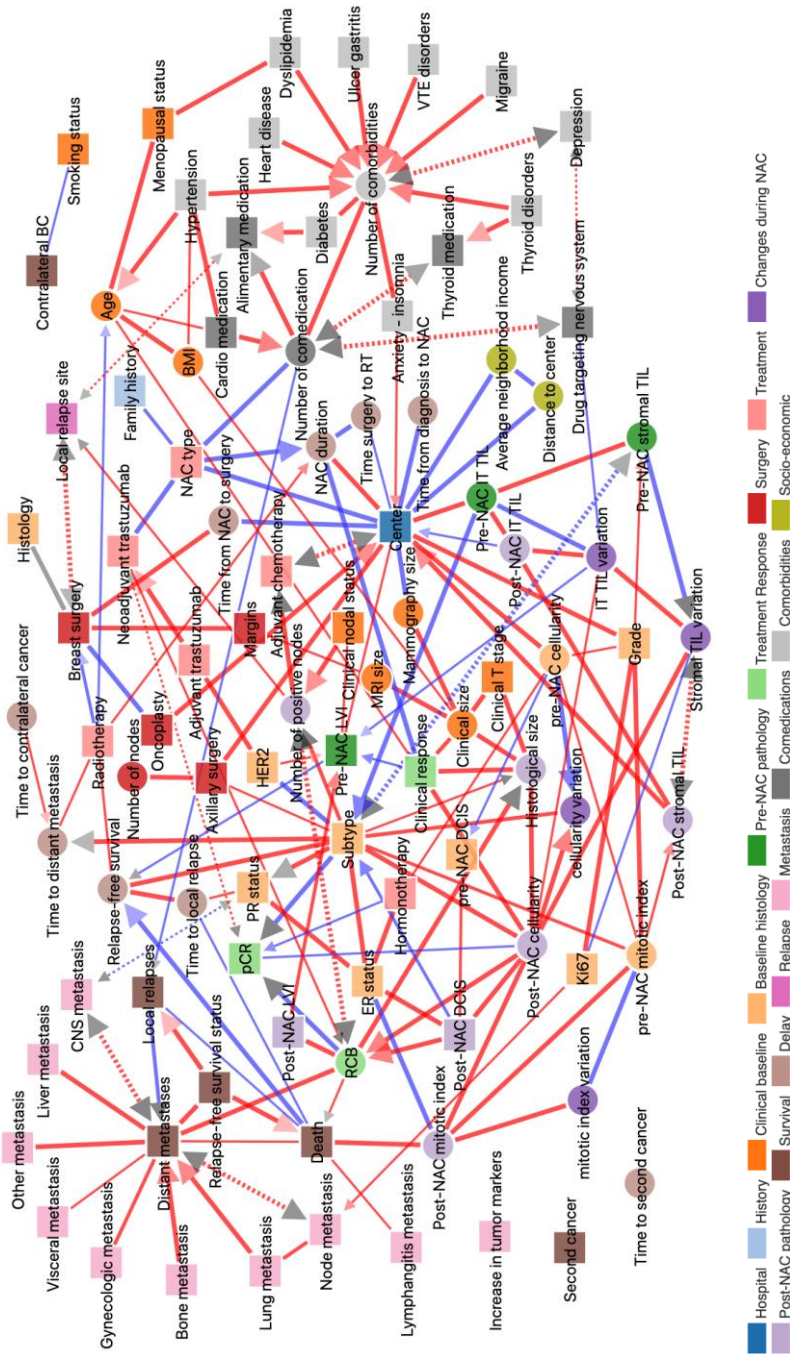 Time to contralateral cancer
Histology
Contralateral BC
Smoking status
Other metastasis
Liver metastasis
CNS metastasis
Time to distant metastasis
Breast surgery
Local relapse site
Age
Menopausal status
Dyslipidemia
Visceral metastasis
Radiotherapy
Neoadjuvant trastuzumab
Family history
Hypertension
Heart disease
Ulcer gastritis
Gynecologic metastasis
Distant metastases
Local relapses
Relapse-free survival
Number of nodes
Oncoplasty
NAC type
BMI
Alimentary medication
VTE disorders
Bone metastasis
Relapse-free survival status
Time to local relapse
Axillary surgery
Adjuvant trastuzumab
Margins
Time from NAC to surgery
Cardio medication
Diabetes
Number of comorbidities
Migraine
Lung metastasis
pCR
PR status
HER2
Number of positive nodes
Adjuvant chemotherapy
NAC duration
Number of comedication
Node metastasis
Death
Post-NAC LVI
Subtype
Pre-NAC LVI
Clinical nodal status
Center
Time surgery to RT
Anxiety - insomnia
Thyroid medication
Thyroid disorders
Depression
Lymphangitis metastasis
RCB
ER status
Hormonotherapy
Clinical response
MRI size
Mammography size
Time from diagnosis to NAC
Average neighborhood income
Distance to center
Drug targeting nervous system
Increase in tumor markers
Post-NAC mitotic index
Post-NAC DCIS
pre-NAC DCIS
Clinical size
Clinical T stage
Histological size
Pre-NAC IT TIL
Post-NAC IT TIL
Second cancer
mitotic index variation
Post-NAC cellularity
cellularity variation
pre-NAC cellularity
IT TIL variation
Time to second cancer
Ki67
pre-NAC mitotic index
Post-NAC stromal TIL
Grade
Stromal TIL variation
Pre-NAC stromal TIL
Hospital
History
Clinical baseline
Baseline histology
Pre-NAC pathology
Treatment Response
Surgery
Treatment
Changes during NAC
Post-NAC pathology
Survival
Delay
Relapse
Metastasis
Comedications
Comorbidities
Socio-economic